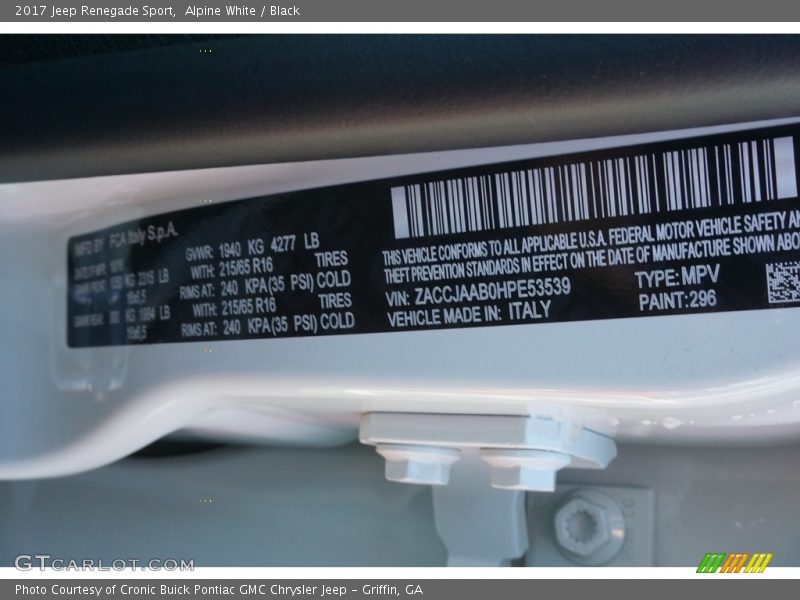 2017 Jeep Renegade Sport,  Alpine White / Black
MFD BY  FCA Italy S.p.A.
GVWR: 1940 KG 4277 LB
WITH: 215/65 R16 TIRES
RIMS AT: 240 KPA(35 PSI) COLD
WITH: 215/65 R16 TIRES
RIMS AT: 240 KPA(35 PSI) COLD
THIS VEHICLE CONFORMS TO ALL APPLICABLE U.S.A. FEDERAL MOTOR VEHICLE SAFETY
THEFT PREVENTION STANDARDS IN EFFECT ON THE DATE OF MANUFACTURE SHOWN
VIN: ZACCJAAB0HPE53539 TYPE: MPV
VEHICLE MADE IN: ITALY PAINT: 296
GTCARLOT.COM
Photo Courtesy of Cronic Buick Pontiac GMC Chrysler Jeep - Griffin, GA